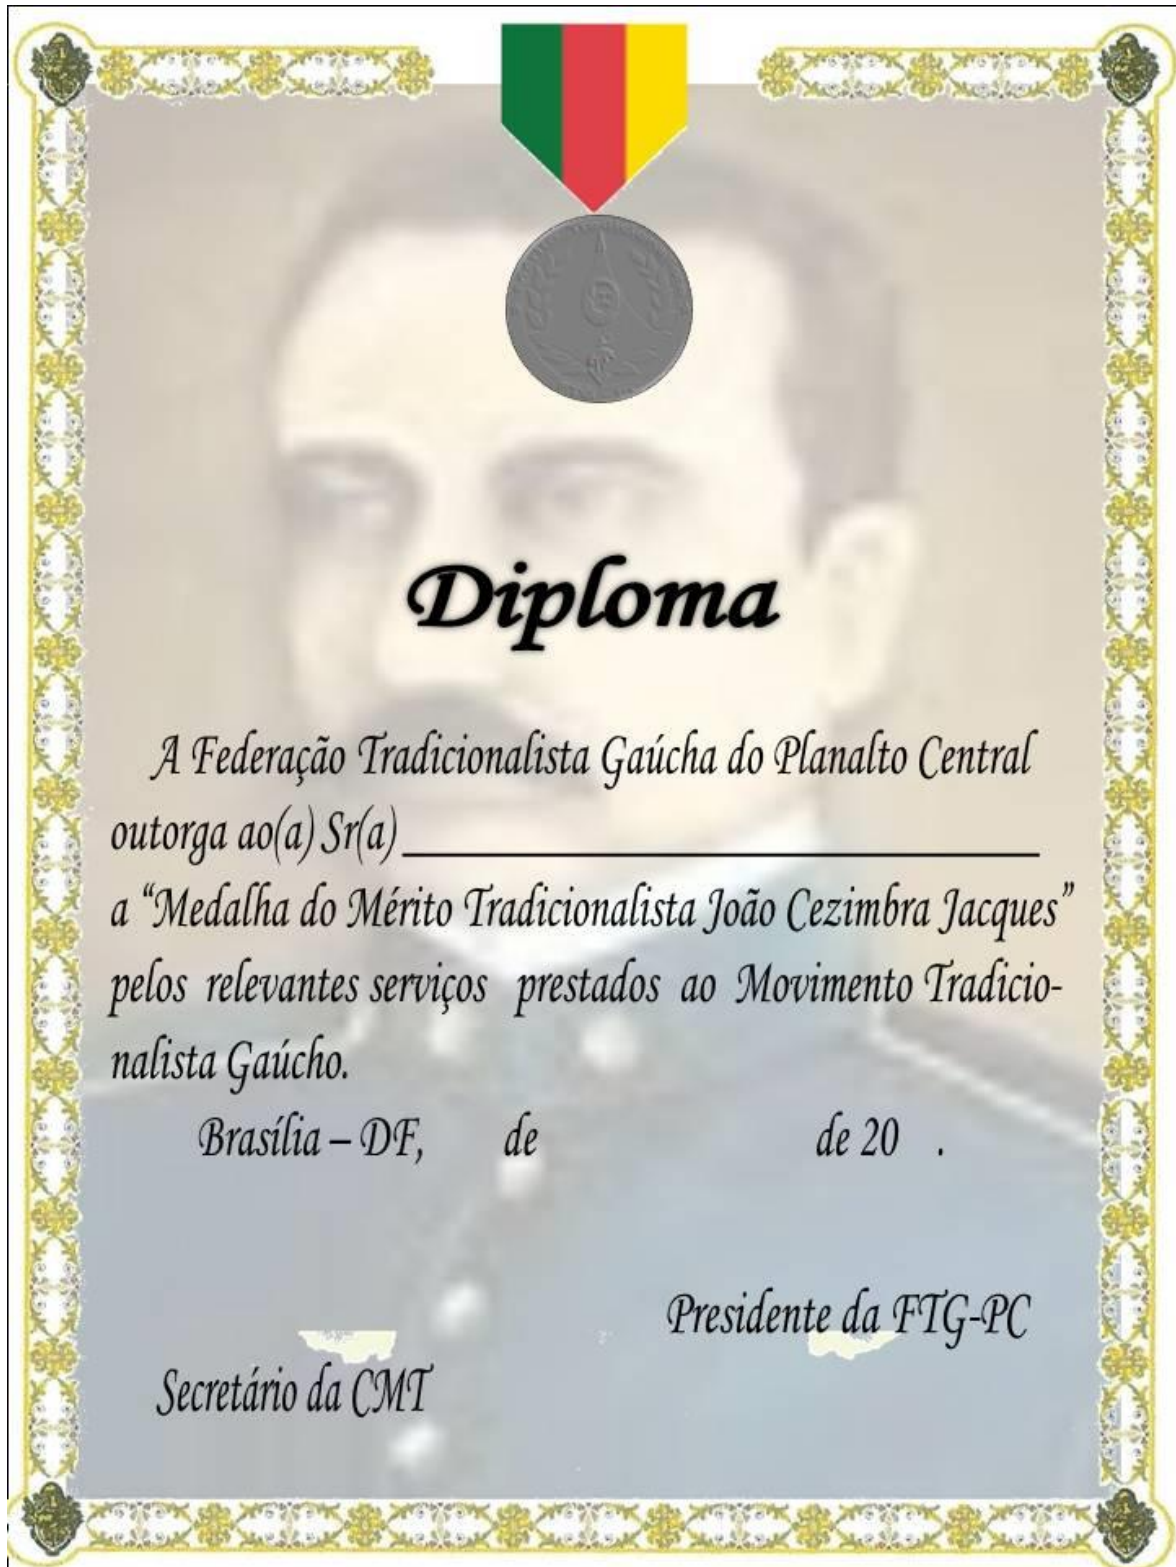 Diploma
A Federação Tradicionalista Gaúcha do Planalto Central
outorga ao(a) Sr(a)
a “Medalha do Mérito Tradicionalista João Cezimbra Jacques”
pelos relevantes serviços prestados ao Movimento Tradicio-
nalista Gaúcho.
Brasília – DF, de de 20 .
Presidente da FTG-PC
Secretário da CMT